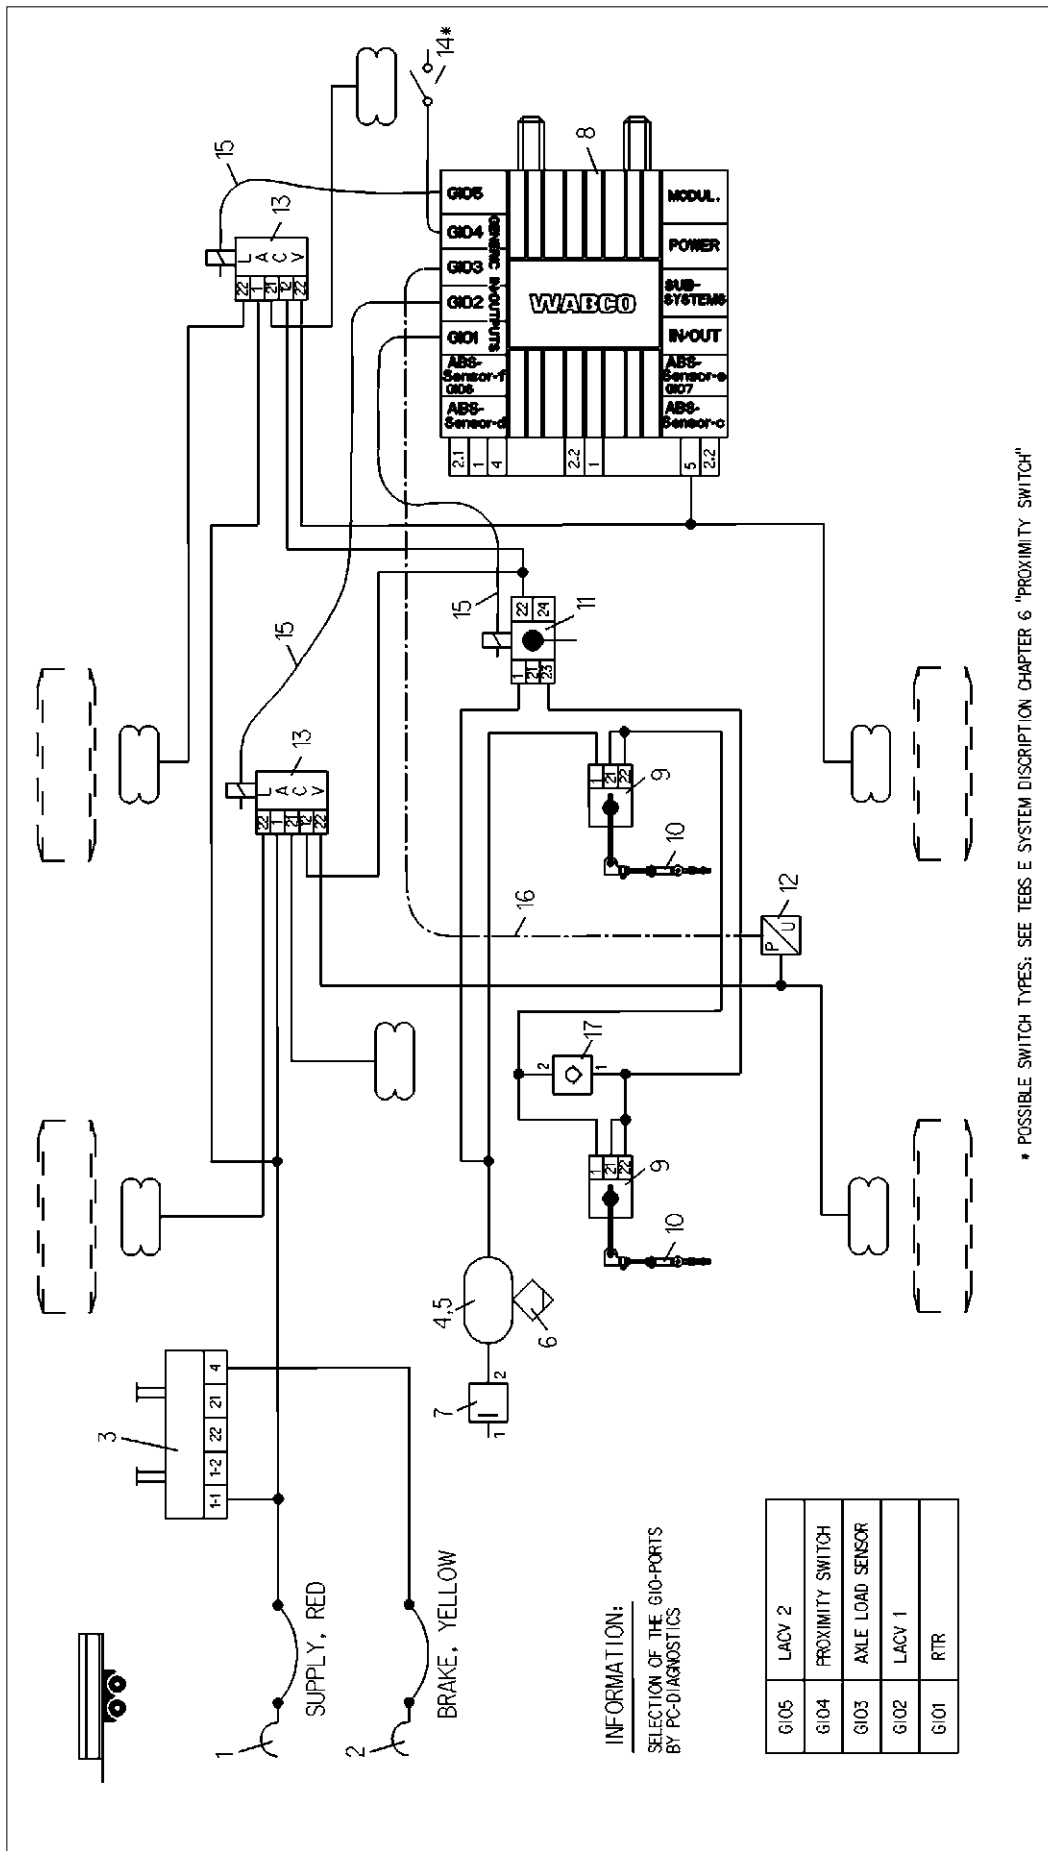 1
SUPPLY, RED
2
BRAKE, YELLOW
3
1-1
1-2
22
21
4
7
1
2
4,5
6
INFORMATION:
SELECTION OF THE GIO-PORTS
BY PC-DIAGNOSTICS
GIO5 LACV 2
GIO4 PROXIMITY SWITCH
GIO3 AXLE LOAD SENSOR
GIO2 LACV 1
GIO1 RTR
9
1
21
22
10
17
2
1
9
1
21
22
10
12
P
U
16
13
L
A
C
V
22
1
21
12
22
15
11
1
21
23
22
24
15
13
L
A
C
V
22
1
21
12
22
15
14*
8
GIO5
GIO4
GIO3
GIO2
GIO1
GENERIC IN/OUTPUTS
ABS-
Sensor-f
GIO6
ABS-
Sensor-d
WABCO
MODUL.
POWER
SUB-
SYSTEMS
IN/OUT
ABS-
Sensor-e
GIO7
ABS-
Sensor-c
2.1
1
4
2-2
1
5
2.2
* POSSIBLE SWITCH TYPES: SEE TEBS E SYSTEM DISCRIPTION CHAPTER 6 "PROXIMITY SWITCH"